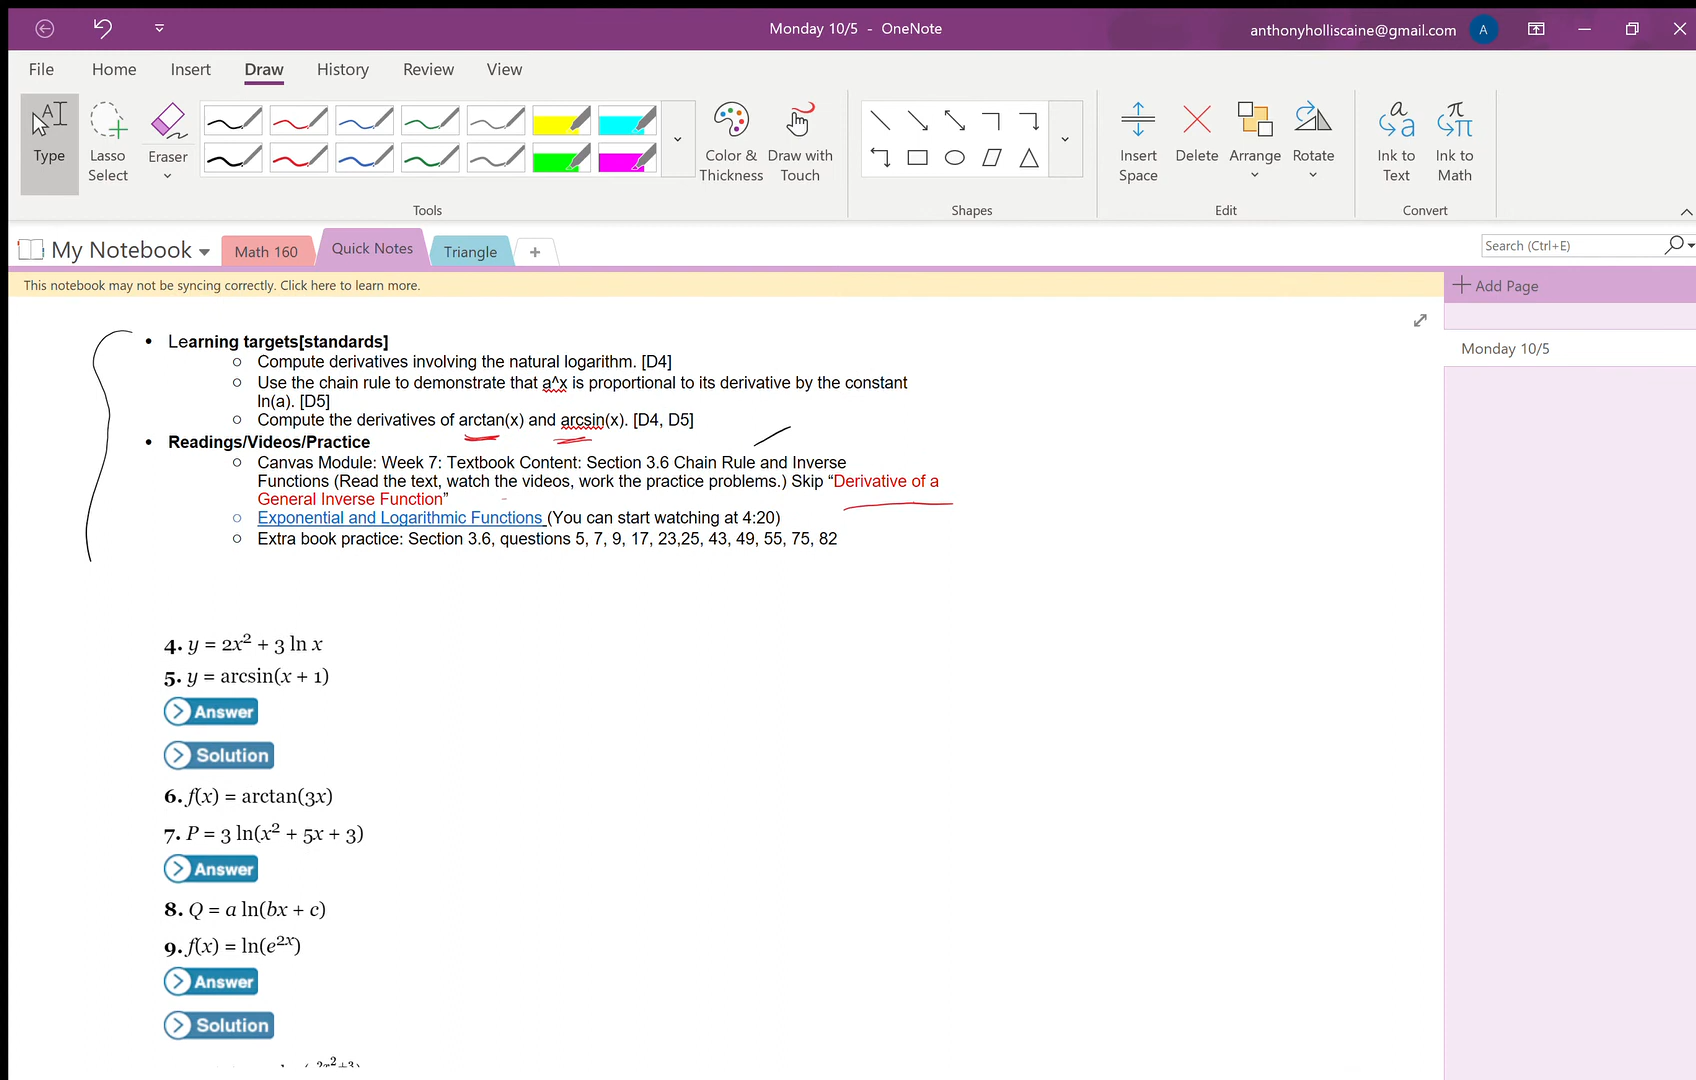 Monday 10/5 - OneNote
anthonyholliscaine@gmail.com
A
File Home Insert Draw History Review View
Type
Lasso Select
Eraser
Color & Thickness
Draw with Touch
Insert Space
Delete
Arrange
Rotate
Ink to Text
Ink to Math
Tools
Shapes
Edit
Convert
My Notebook
Math 160
Quick Notes
Triangle
Search (Ctrl+E)
This notebook may not be syncing correctly. Click here to learn more.
Add Page
Monday 10/5
Learning targets[standards]
Compute derivatives involving the natural logarithm. [D4]
Use the chain rule to demonstrate that a^x is proportional to its derivative by the constant
ln(a). [D5]
Compute the derivatives of arctan(x) and arcsin(x). [D4, D5]
Readings/Videos/Practice
Canvas Module: Week 7: Textbook Content: Section 3.6 Chain Rule and Inverse
Functions (Read the text, watch the videos, work the practice problems.) Skip “Derivative of a
General Inverse Function”
Exponential and Logarithmic Functions (You can start watching at 4:20)
Extra book practice: Section 3.6, questions 5, 7, 9, 17, 23,25, 43, 49, 55, 75, 82
4. y = 2x² + 3 ln x
5. y = arcsin(x + 1)
Answer
Solution
6. f(x) = arctan(3x)
7. P = 3 ln(x² + 5x + 3)
Answer
8. Q = a ln(bx + c)
9. f(x) = ln(e^{2x})
Answer
Solution